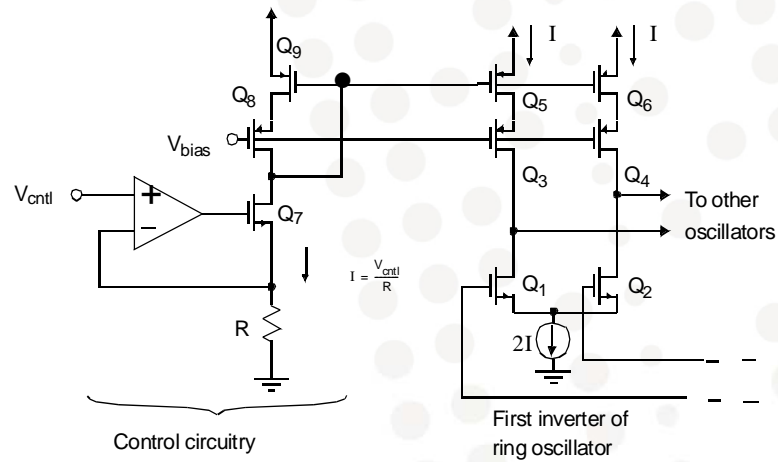 I
I
Q9
Q8
Q5
Q6
Vbias
Vcntl
+
−
Q7
Q3
Q4
To other
oscillators
I = Vcntl
R
Q1
Q2
R
2I
Control circuitry
First inverter of
ring oscillator